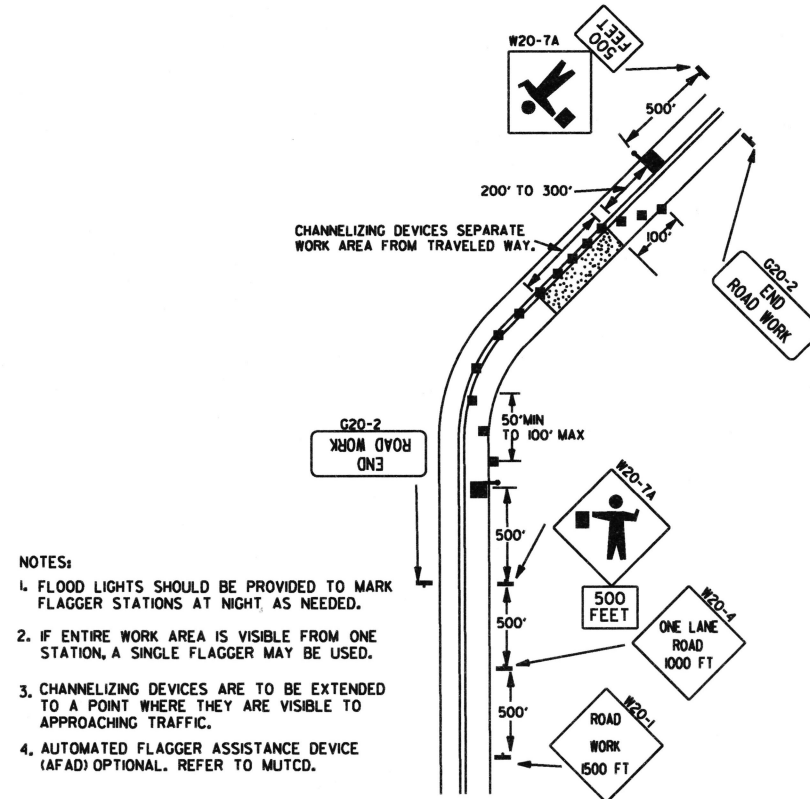 W20-7A
500
FEET
500'
200' TO 300'
CHANNELIZING DEVICES SEPARATE
WORK AREA FROM TRAVELED WAY.
100'
G20-2
END
ROAD WORK
50'MIN
TO 100' MAX
G20-2
END
ROAD WORK
W20-7A
500'
500
FEET
500'
W20-4
ONE LANE
ROAD
1000 FT
500'
W20-1
ROAD
WORK
1500 FT
NOTES:
1. FLOOD LIGHTS SHOULD BE PROVIDED TO MARK
FLAGGER STATIONS AT NIGHT AS NEEDED.
2. IF ENTIRE WORK AREA IS VISIBLE FROM ONE
STATION, A SINGLE FLAGGER MAY BE USED.
3. CHANNELIZING DEVICES ARE TO BE EXTENDED
TO A POINT WHERE THEY ARE VISIBLE TO
APPROACHING TRAFFIC.
4. AUTOMATED FLAGGER ASSISTANCE DEVICE
(AFAD) OPTIONAL. REFER TO MUTCD.